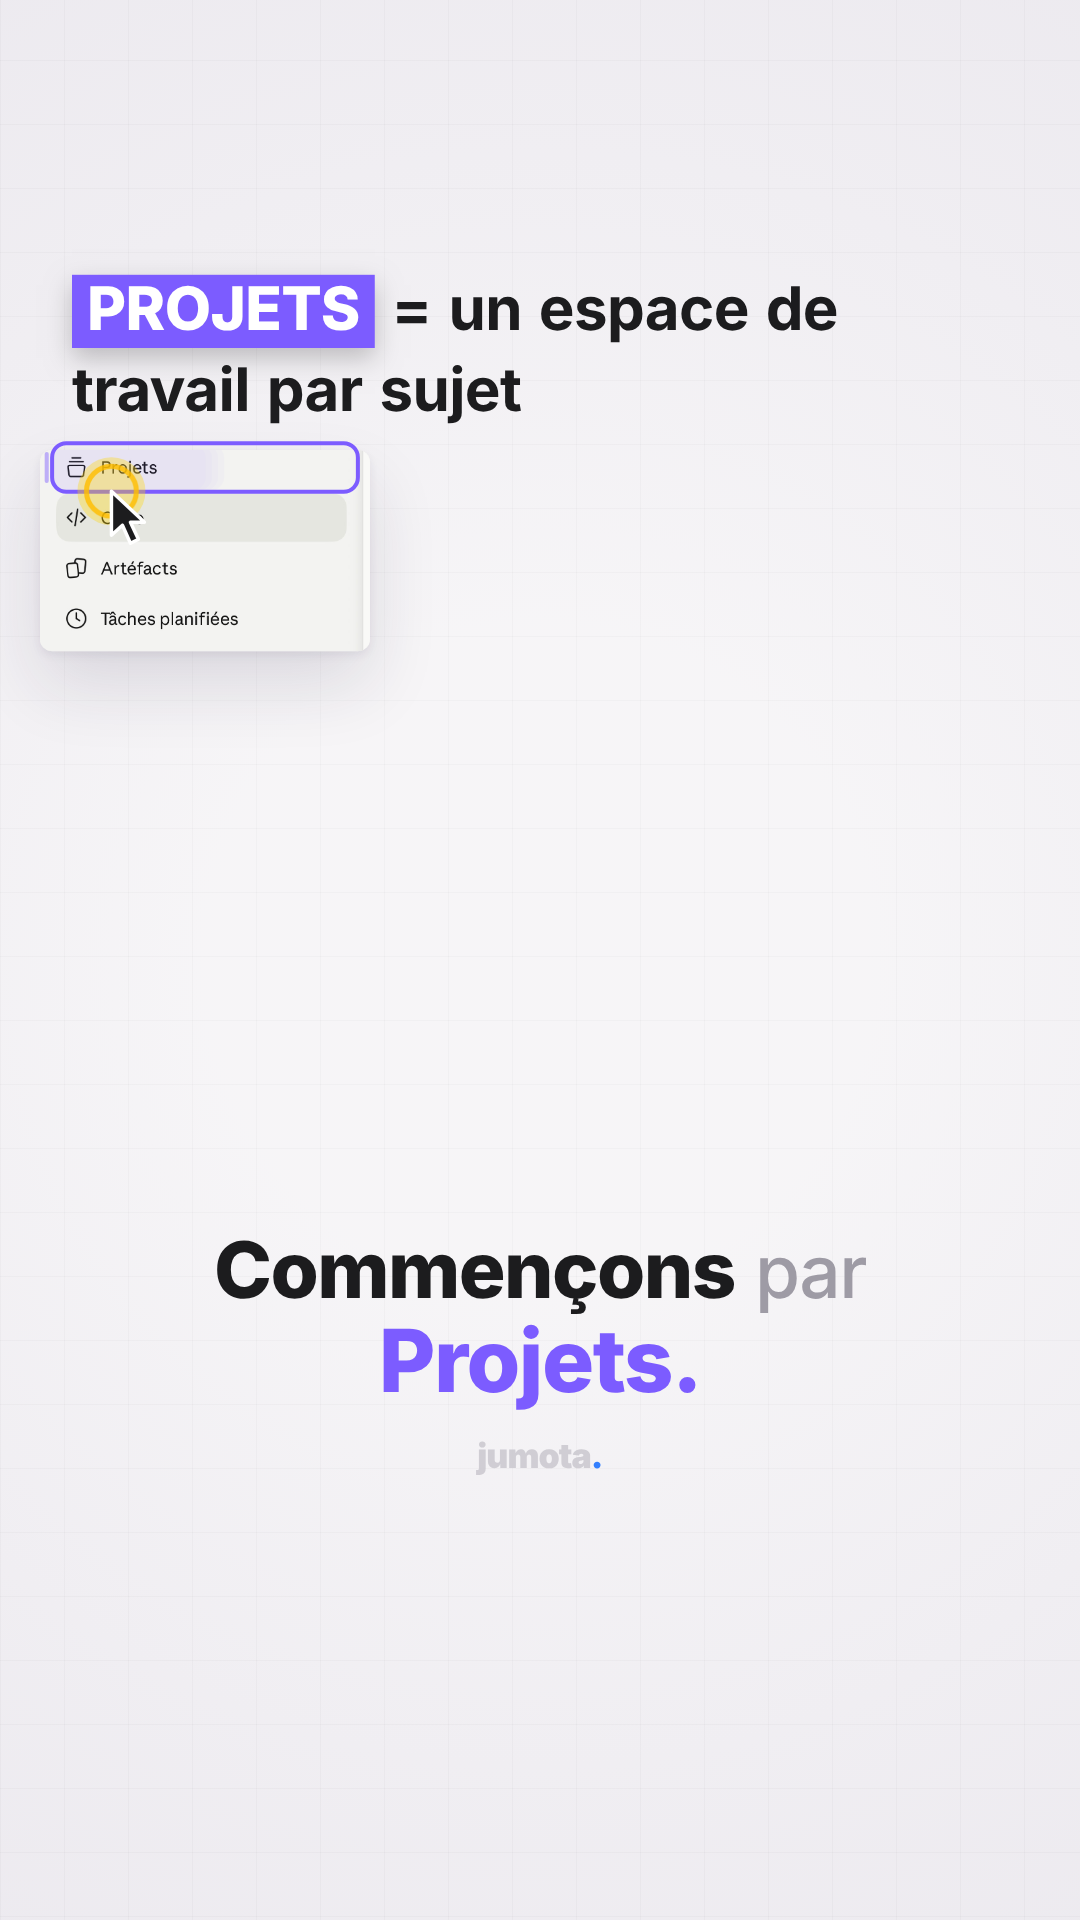 PROJETS = un espace de
travail par sujet
Projets
Artéfacts
Tâches planifiées
Commençons par
Projets.
jumota.